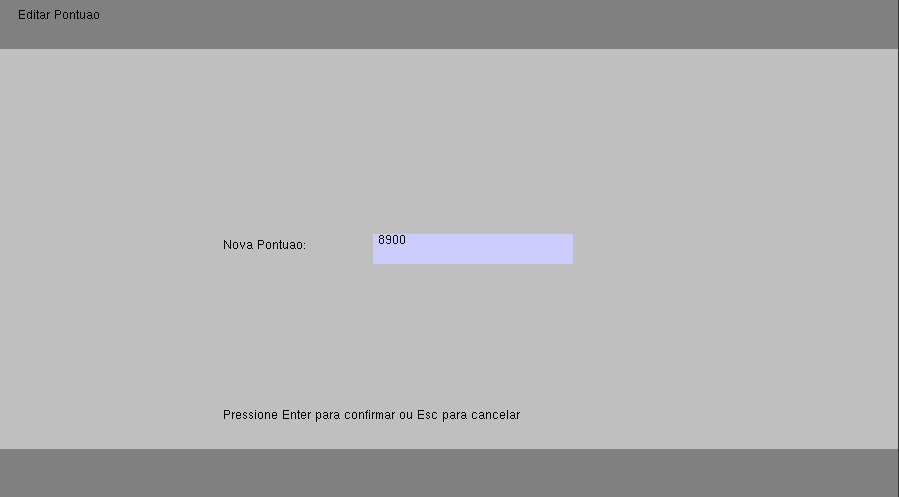 Editar Pontuao
Nova Pontuao:
8900
Pressione Enter para confirmar ou Esc para cancelar